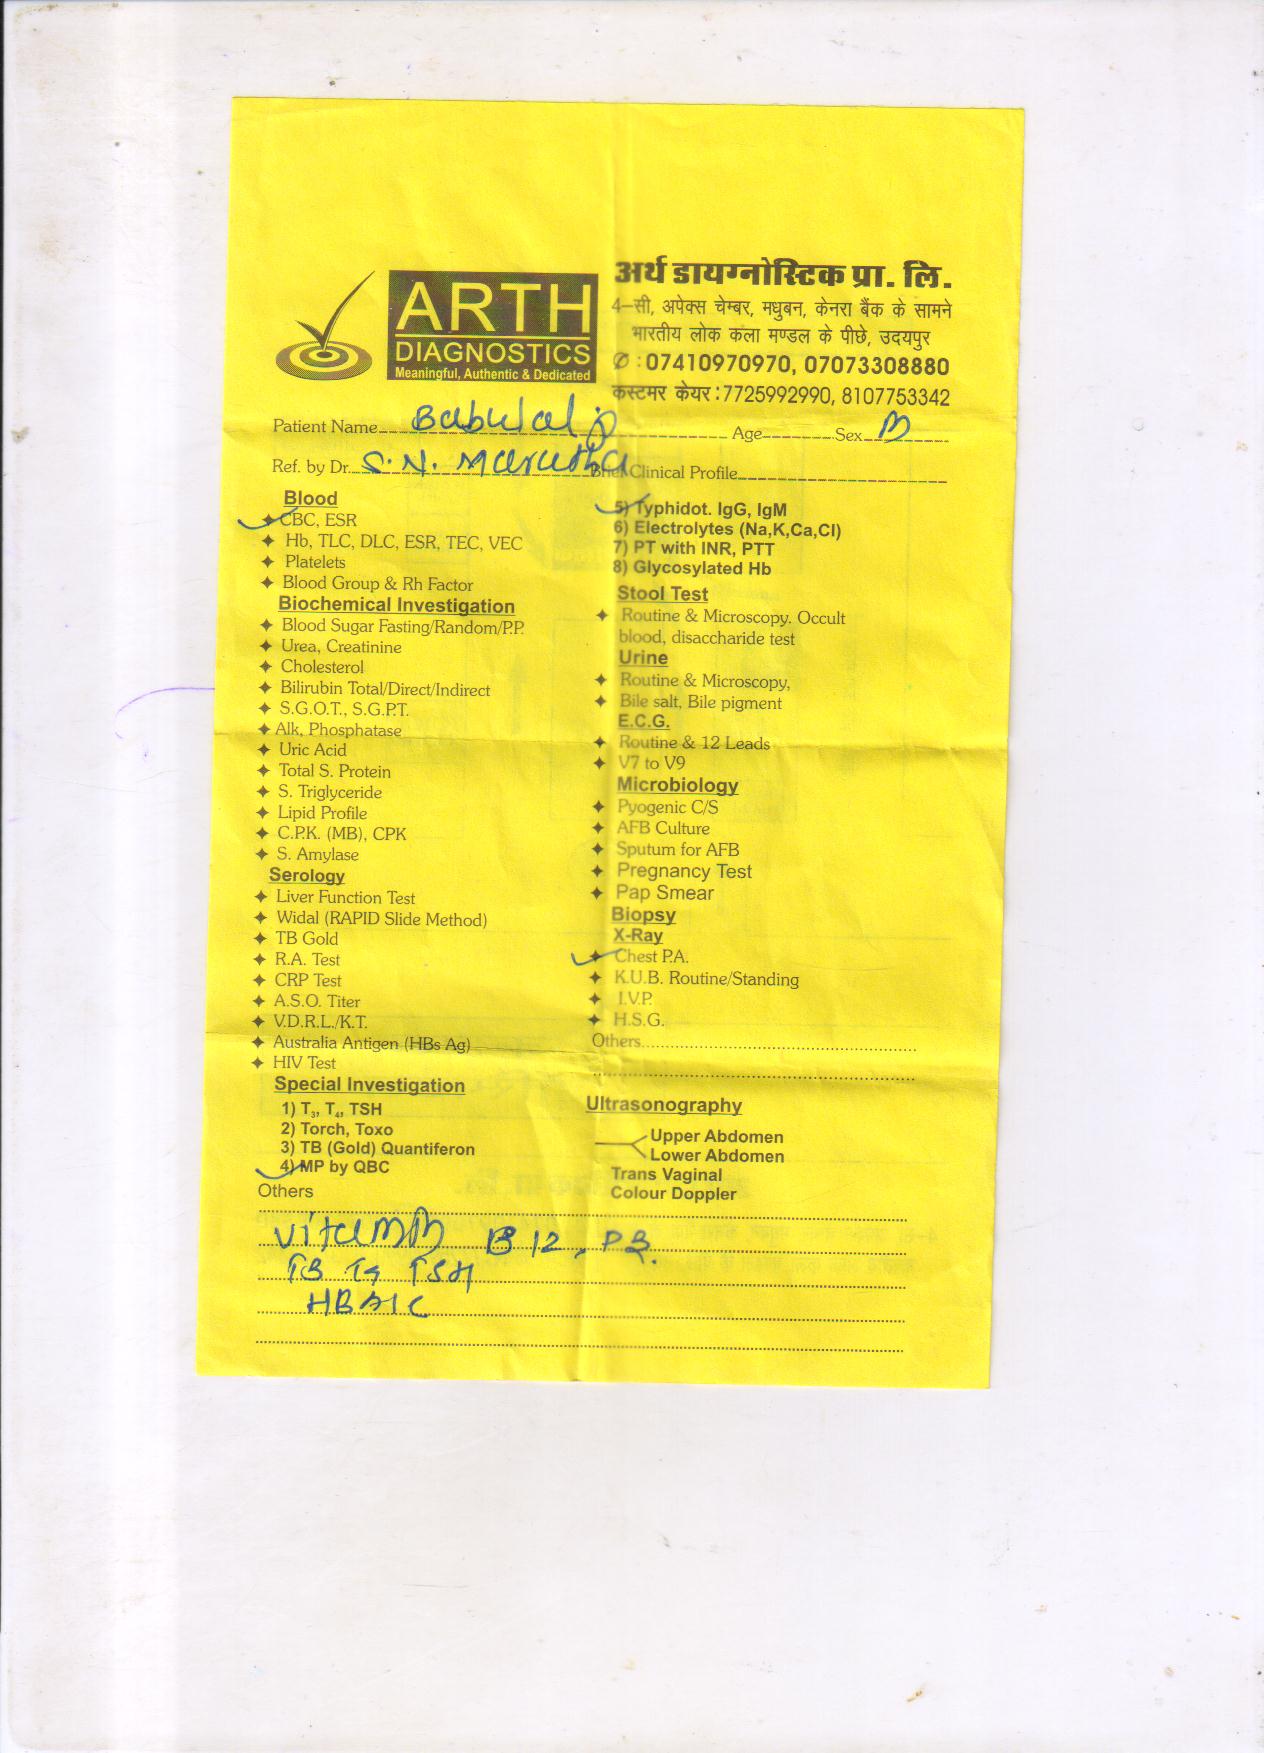 ARTH
DIAGNOSTICS
Meaningful, Authentic & Dedicated
अर्थ डायग्नोस्टिक प्रा. लि.
4-सी, अपेक्स चेम्बर, मधुबन, केनरा बैंक के सामने
भारतीय लोक कला मण्डल के पीछे, उदयपुर
✆ : 07410970970, 07073308880
कस्टमर केयर : 7725992990, 8107753342
Patient Name Babulal ji Age Sex M
Ref. by Dr. S.N. Brief Clinical Profile
Blood
✦ CBC, ESR
✦ Hb, TLC, DLC, ESR, TEC, VEC
✦ Platelets
✦ Blood Group & Rh Factor
Biochemical Investigation
✦ Blood Sugar Fasting/Random/P.P.
✦ Urea, Creatinine
✦ Cholesterol
✦ Bilirubin Total/Direct/Indirect
✦ S.G.O.T., S.G.P.T.
✦ Alk, Phosphatase
✦ Uric Acid
✦ Total S. Protein
✦ S. Triglyceride
✦ Lipid Profile
✦ C.P.K. (MB), CPK
✦ S. Amylase
Serology
✦ Liver Function Test
✦ Widal (RAPID Slide Method)
✦ TB Gold
✦ R.A. Test
✦ CRP Test
✦ A.S.O. Titer
✦ V.D.R.L./K.T.
✦ Australia Antigen (HBs Ag)
✦ HIV Test
Special Investigation
1) T3, T4, TSH
2) Torch, Toxo
3) TB (Gold) Quantiferon
4) MP by QBC
Others
5) Typhidot. IgG, IgM
6) Electrolytes (Na,K,Ca,Cl)
7) PT with INR, PTT
8) Glycosylated Hb
Stool Test
✦ Routine & Microscopy. Occult
blood, disaccharide test
Urine
✦ Routine & Microscopy,
✦ Bile salt, Bile pigment
E.C.G.
✦ Routine & 12 Leads
✦ V7 to V9
Microbiology
✦ Pyogenic C/S
✦ AFB Culture
✦ Sputum for AFB
✦ Pregnancy Test
✦ Pap Smear
Biopsy
X-Ray
✦ Chest P.A.
✦ K.U.B. Routine/Standing
✦ I.V.P.
✦ H.S.G.
Others
Ultrasonography
Upper Abdomen
Lower Abdomen
Trans Vaginal
Colour Doppler
Vitamin B12, D3.
T3 T4 TSH
HBA1C